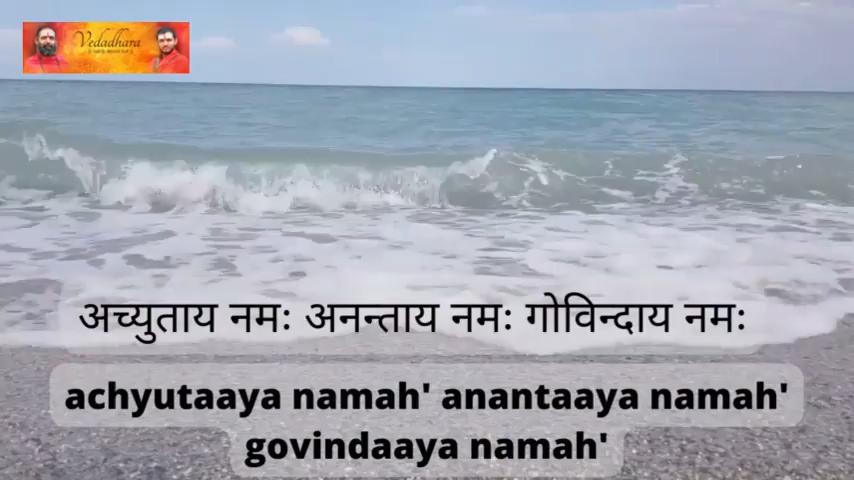 Vedadhara
अच्युताय नमः अनन्ताय नमः गोविन्दाय नमः
achyutaaya namah' anantaaya namah'
govindaaya namah'